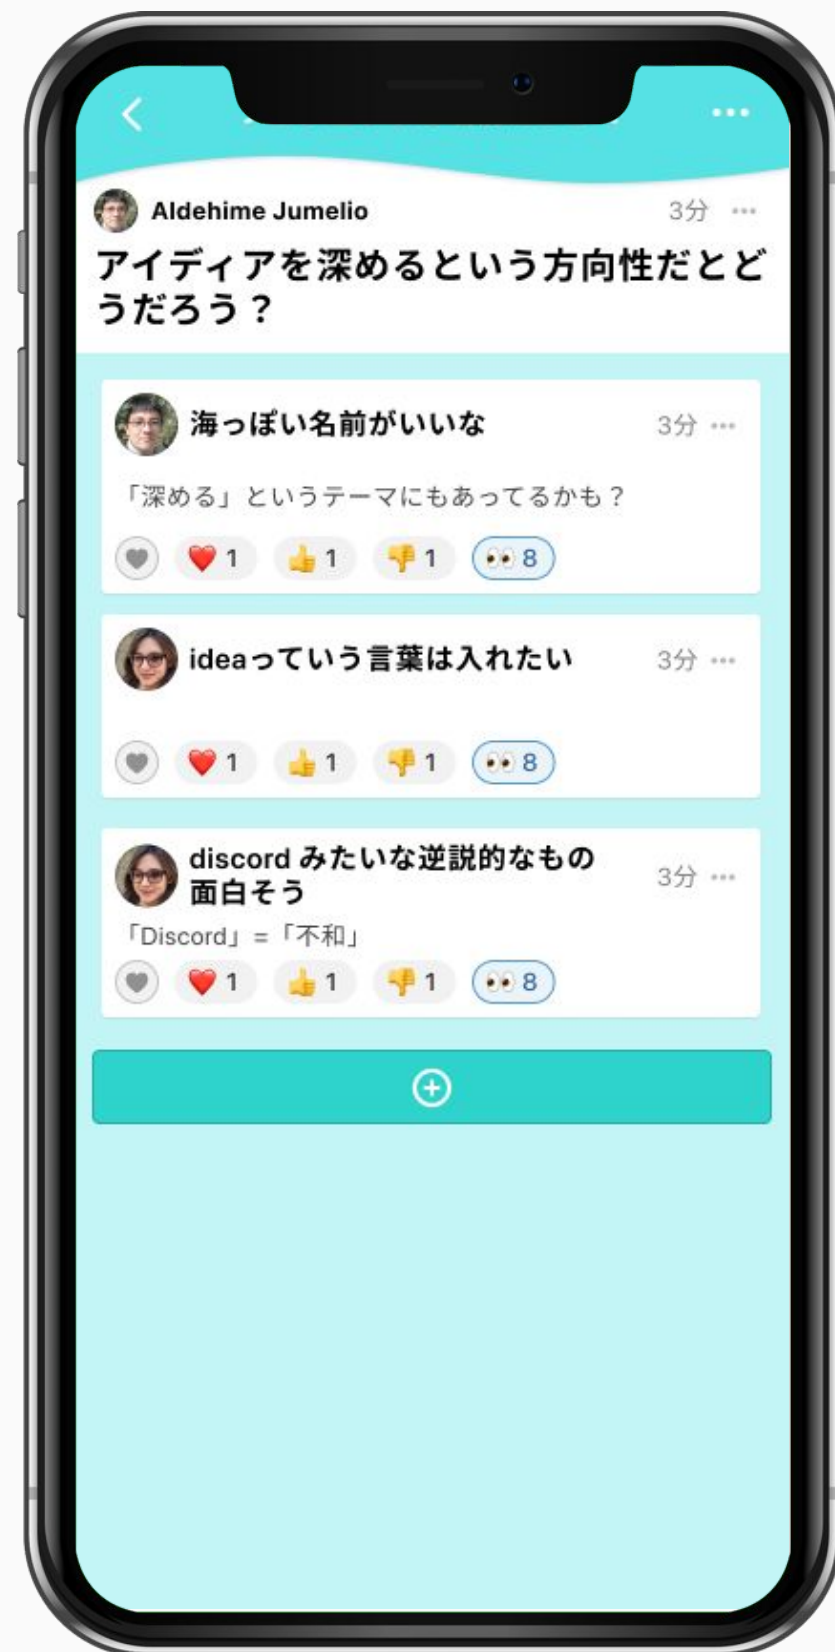 Aldehime Jumelio 3分
アイディアを深めるという方向性だとど
うだろう？
海っぽい名前がいいな 3分
「深める」というテーマにもあってるかも？
❤️ 1 👍 1 👎 1 👀 8
ideaっていう言葉は入れたい 3分
❤️ 1 👍 1 👎 1 👀 8
discord みたいな逆説的なもの
面白そう 3分
「Discord」=「不和」
❤️ 1 👍 1 👎 1 👀 8